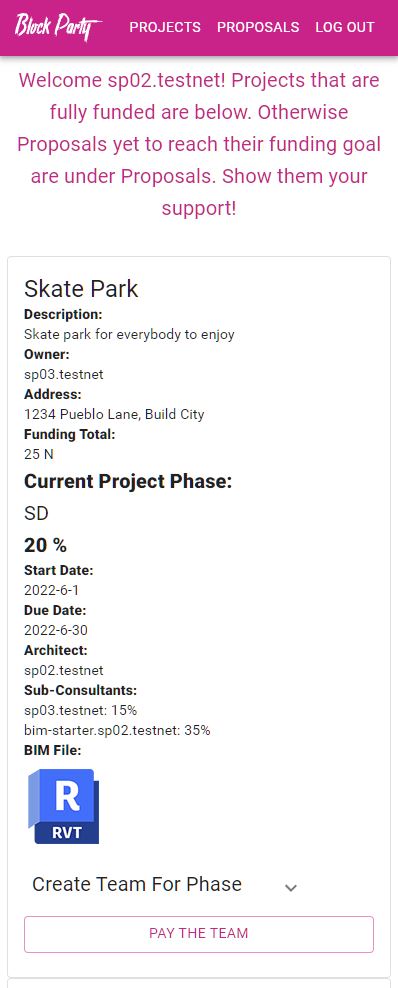 Block Party
PROJECTS PROPOSALS LOG OUT
Welcome sp02.testnet! Projects that are
fully funded are below. Otherwise
Proposals yet to reach their funding goal
are under Proposals. Show them your
support!
Skate Park
Description:
Skate park for everybody to enjoy
Owner:
sp03.testnet
Address:
1234 Pueblo Lane, Build City
Funding Total:
25 N
Current Project Phase:
SD
20 %
Start Date:
2022-6-1
Due Date:
2022-6-30
Architect:
sp02.testnet
Sub-Consultants:
sp03.testnet: 15%
bim-starter.sp02.testnet: 35%
BIM File:
R
RVT
Create Team For Phase
PAY THE TEAM